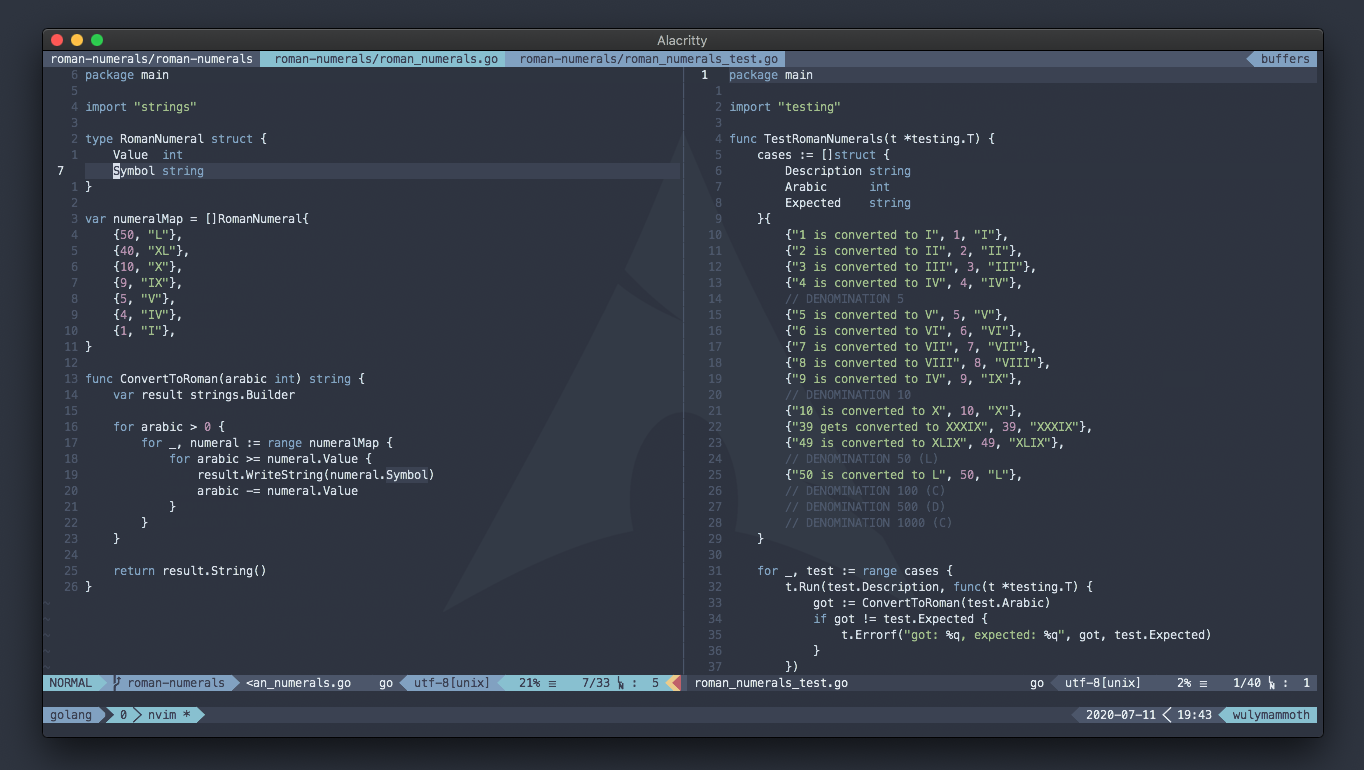 Alacritty
roman-numerals/roman-numerals roman-numerals/roman_numerals.go roman-numerals/roman_numerals_test.go buffers
6 package main
5
4 import "strings"
3
2 type RomanNumeral struct {
1     Value  int
7     Symbol string
1 }
2
3 var numeralMap = []RomanNumeral{
4     {50, "L"},
5     {40, "XL"},
6     {10, "X"},
7     {9, "IX"},
8     {5, "V"},
9     {4, "IV"},
10     {1, "I"},
11 }
12
13 func ConvertToRoman(arabic int) string {
14     var result strings.Builder
15
16     for arabic > 0 {
17         for _, numeral := range numeralMap {
18             for arabic >= numeral.Value {
19                 result.WriteString(numeral.Symbol)
20                 arabic -= numeral.Value
21             }
22         }
23     }
24
25     return result.String()
26 }
~
~
~
~
~
1 package main
1
2 import "testing"
3
4 func TestRomanNumerals(t *testing.T) {
5     cases := []struct {
6         Description string
7         Arabic      int
8         Expected    string
9     }{
10         {"1 is converted to I", 1, "I"},
11         {"2 is converted to II", 2, "II"},
12         {"3 is converted to III", 3, "III"},
13         {"4 is converted to IV", 4, "IV"},
14         // DENOMINATION 5
15         {"5 is converted to V", 5, "V"},
16         {"6 is converted to VI", 6, "VI"},
17         {"7 is converted to VII", 7, "VII"},
18         {"8 is converted to VIII", 8, "VIII"},
19         {"9 is converted to IV", 9, "IX"},
20         // DENOMINATION 10
21         {"10 is converted to X", 10, "X"},
22         {"39 gets converted to XXXIX", 39, "XXXIX"},
23         {"49 is converted to XLIX", 49, "XLIX"},
24         // DENOMINATION 50 (L)
25         {"50 is converted to L", 50, "L"},
26         // DENOMINATION 100 (C)
27         // DENOMINATION 500 (D)
28         // DENOMINATION 1000 (C)
29     }
30
31     for _, test := range cases {
32         t.Run(test.Description, func(t *testing.T) {
33             got := ConvertToRoman(test.Arabic)
34             if got != test.Expected {
35                 t.Errorf("got: %q, expected: %q", got, test.Expected)
36             }
37         })
NORMAL roman-numerals <an_numerals.go go utf-8[unix] 21% ≡ 7/33 ㏑ : 5
roman_numerals_test.go go utf-8[unix] 2% ≡ 1/40 ㏑ : 1
golang 0 nvim * 2020-07-11 19:43 wulymammoth